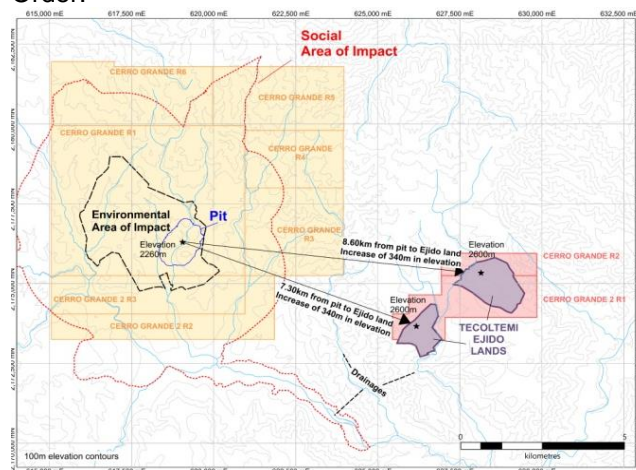 Order.
615,000 mE
617,500 mE
620,000 mE
622,500 mE
625,000 mE
627,500 mE
630,000 mE
632,500 mE
Social
Area of Impact
CERRO GRANDE R6
CERRO GRANDE R5
CERRO GRANDE R1
CERRO GRANDE
R4
Environmental
Area of Impact
Pit
Elevation
2260m
CERRO GRANDE
R3
8.60km from pit to Ejido land
Increase of 340m in elevation
Elevation
2600m
CERRO GRANDE R2
7.30km from pit to Ejido land
Increase of 340m in elevation
CERRO GRANDE 2 R3
Elevation
2600m
CERRO GRANDE 2 R1
CERRO GRANDE 2 R2
TECOLTEMI
EJIDO
LANDS
Drainages
0
5
kilometres
100m elevation contours